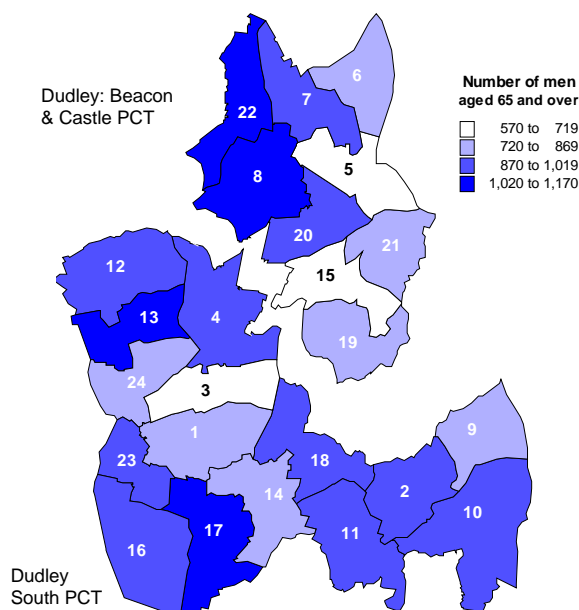 Dudley: Beacon
& Castle PCT
Number of men
aged 65 and over
570 to 719
720 to 869
870 to 1,019
1,020 to 1,170
6
7
22
5
8
20
21
12
15
13
4
19
24
3
1
9
23
18
14
2
10
17
11
16
Dudley
South PCT